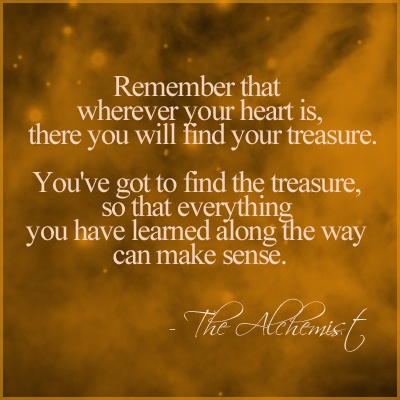 Remember that
wherever your heart is,
there you will find your treasure.
You've got to find the treasure,
so that everything
you have learned along the way
can make sense.
- The Alchemist